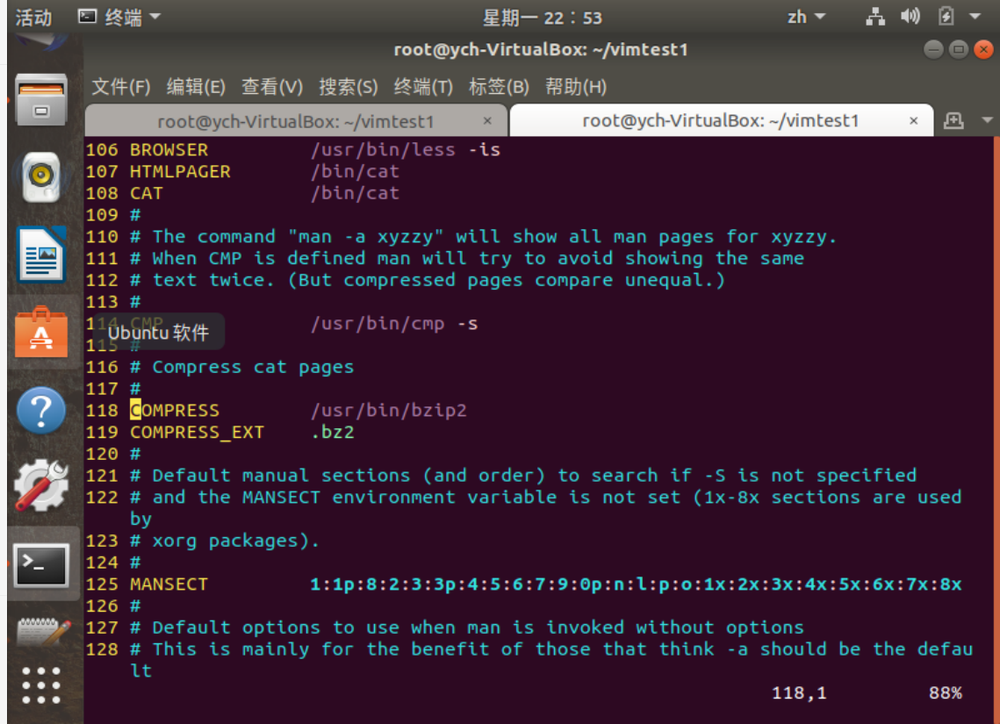 活动 终端 星期一 22：53 zh
root@ych-VirtualBox: ~/vimtest1
文件(F) 编辑(E) 查看(V) 搜索(S) 终端(T) 标签(B) 帮助(H)
root@ych-VirtualBox: ~/vimtest1 × root@ych-VirtualBox: ~/vimtest1 ×
106 BROWSER /usr/bin/less -is
107 HTMLPAGER /bin/cat
108 CAT /bin/cat
109 #
110 # The command "man -a xyzzy" will show all man pages for xyzzy.
111 # When CMP is defined man will try to avoid showing the same
112 # text twice. (But compressed pages compare unequal.)
113 #
114 CMP /usr/bin/cmp -s
Ubuntu 软件
115 #
116 # Compress cat pages
117 #
118 COMPRESS /usr/bin/bzip2
119 COMPRESS_EXT .bz2
120 #
121 # Default manual sections (and order) to search if -S is not specified
122 # and the MANSECT environment variable is not set (1x-8x sections are used
by
123 # xorg packages).
124 #
125 MANSECT 1:1p:8:2:3:3p:4:5:6:7:9:0p:n:l:p:o:1x:2x:3x:4x:5x:6x:7x:8x
126 #
127 # Default options to use when man is invoked without options
128 # This is mainly for the benefit of those that think -a should be the defau
lt
118,1 88%